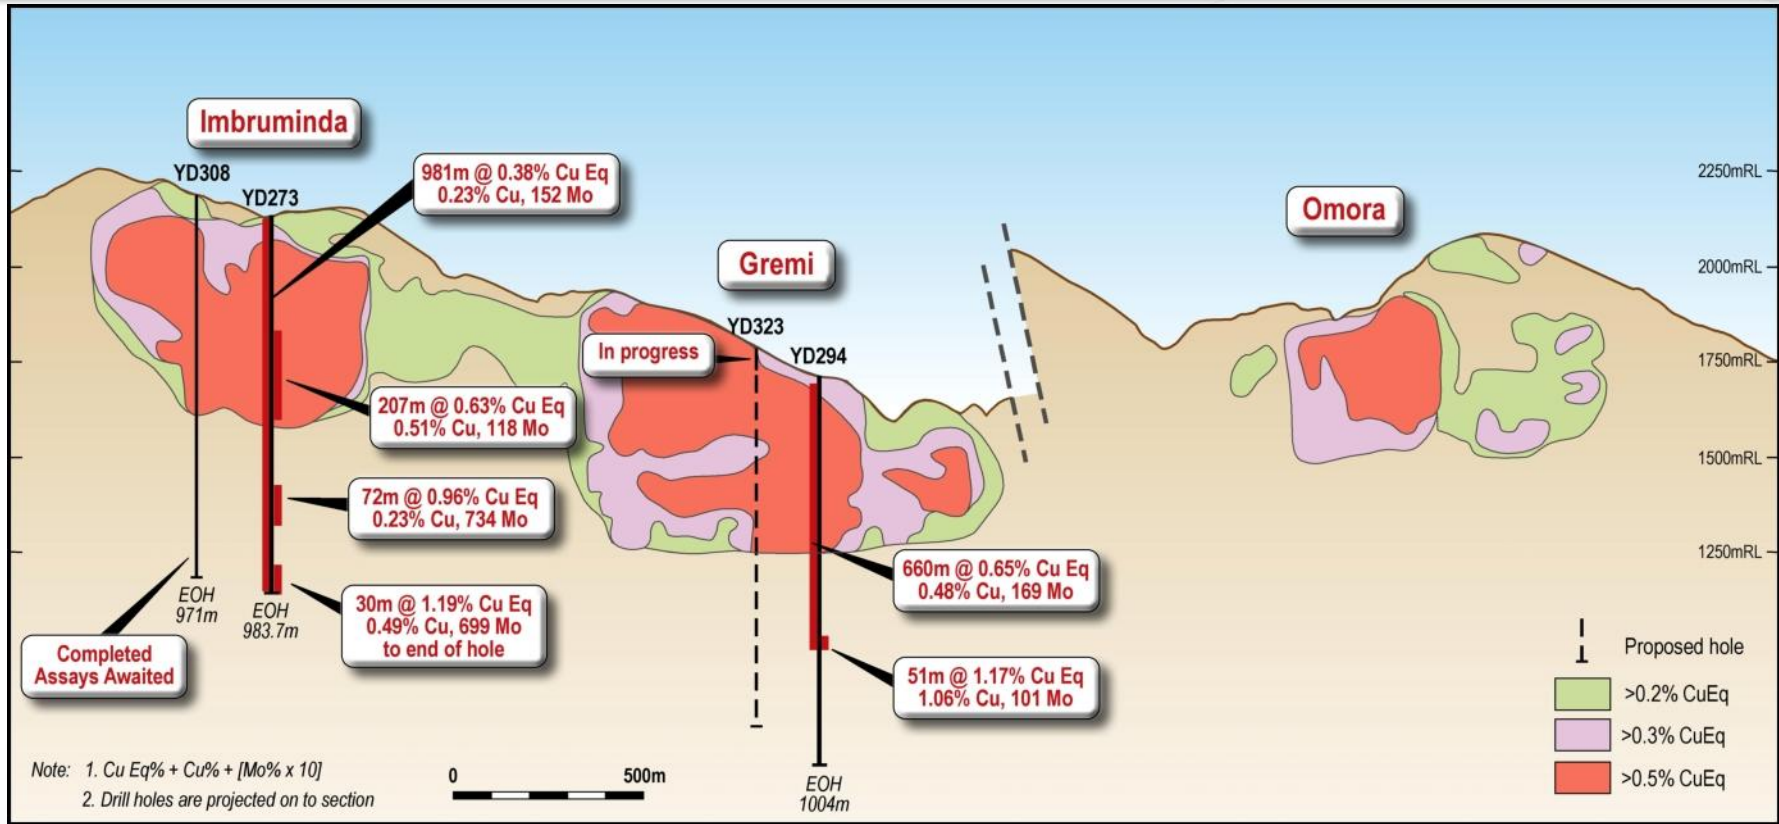 Imbruminda
YD308
YD273
981m @ 0.38% Cu Eq
0.23% Cu, 152 Mo
2250mRL
Omora
Gremi
2000mRL
YD323
In progress
YD294
1750mRL
207m @ 0.63% Cu Eq
0.51% Cu, 118 Mo
1500mRL
72m @ 0.96% Cu Eq
0.23% Cu, 734 Mo
1250mRL
660m @ 0.65% Cu Eq
0.48% Cu, 169 Mo
EOH
971m
EOH
983.7m
30m @ 1.19% Cu Eq
0.49% Cu, 699 Mo
to end of hole
Completed
Assays Awaited
51m @ 1.17% Cu Eq
1.06% Cu, 101 Mo
Proposed hole
>0.2% CuEq
>0.3% CuEq
>0.5% CuEq
Note: 1. Cu Eq% + Cu% + [Mo% x 10]
2. Drill holes are projected on to section
0 500m
EOH
1004m